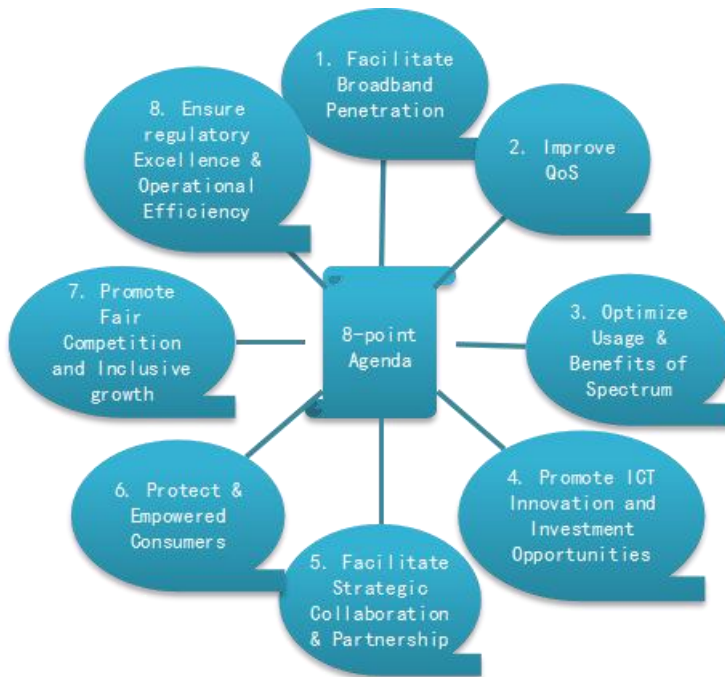 1. Facilitate
Broadband
Penetration
2. Improve
QoS
3. Optimize
Usage &
Benefits of
Spectrum
4. Promote ICT
Innovation and
Investment
Opportunities
5. Facilitate
Strategic
Collaboration
& Partnership
6. Protect &
Empowered
Consumers
7. Promote
Fair
Competition
and Inclusive
growth
8. Ensure
regulatory
Excellence &
Operational
Efficiency
8-point
Agenda